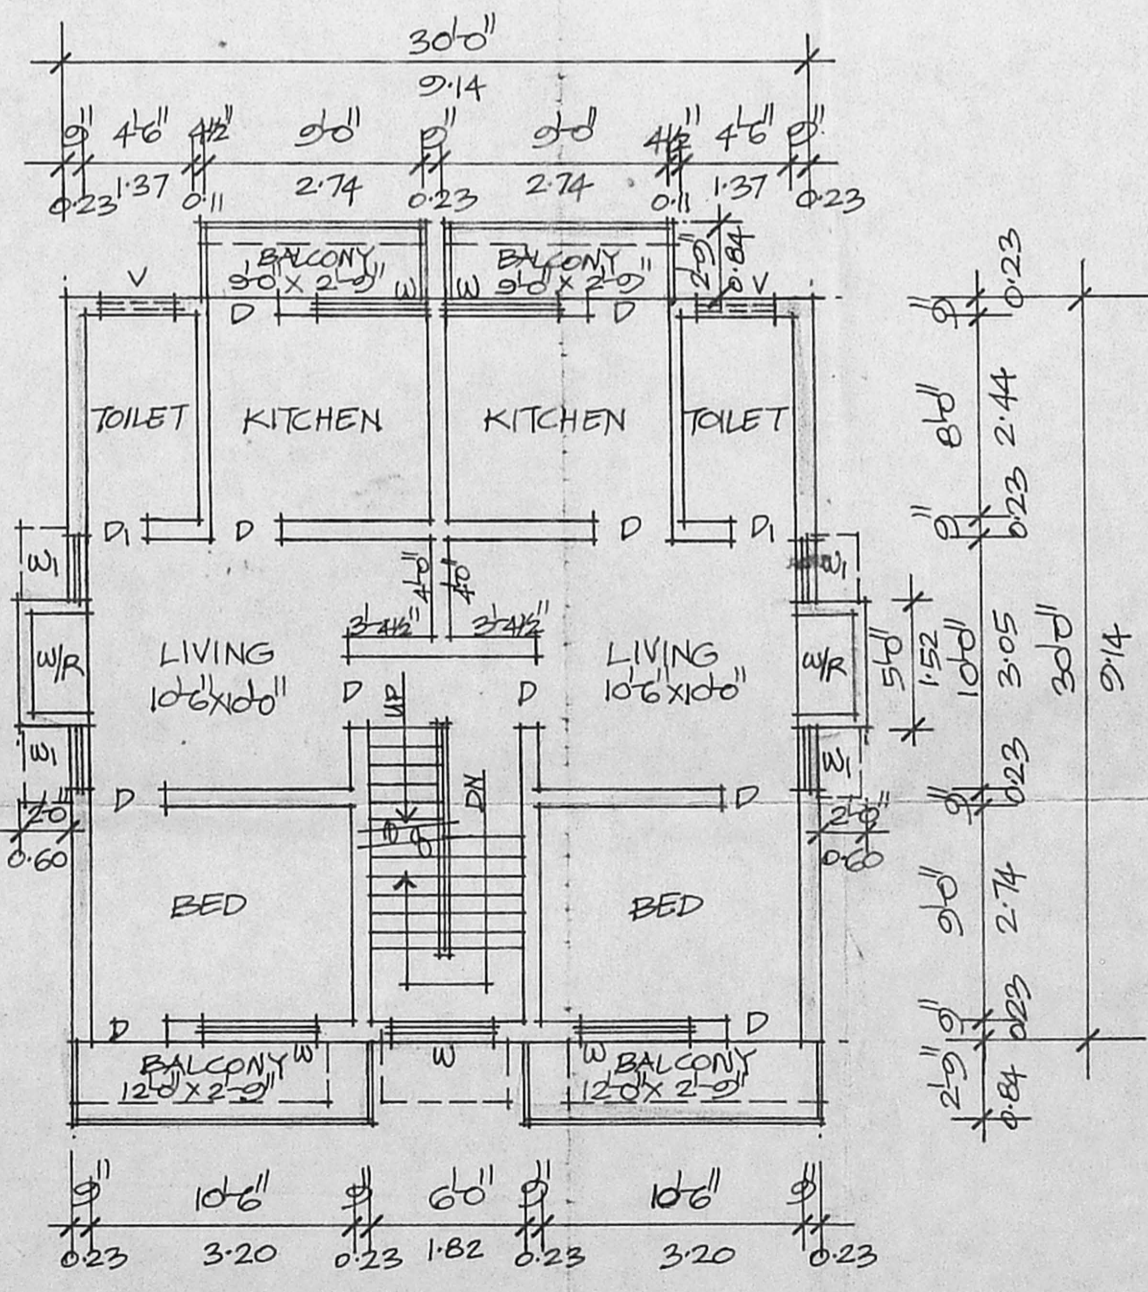 30'-0"
9.14
9" 4'-6" 4½" 9'-0" 9" 9'-0" 4½" 4'-6" 9"
0.23 1.37 0.11 2.74 0.23 2.74 0.11 1.37 0.23
BALCONY BALCONY 2'-9" 0.84
V 9'-0" X 2'-9" W W 9'-0" X 2'-9" V
D D
9" 0.23
TOILET KITCHEN KITCHEN TOILET
8'-0" 2.44
D1 D D D1
9" 0.23
W1 4'-0" 4'-0" W1
3'-4½" 3'-4½"
W/R LIVING LIVING W/R
10'-6" X 10'-0" 10'-6" X 10'-0"
5'-0" 1.52 10'-0" 3.05 30'-0" 9.14
D UP D
W1 DN W1
D D
9" 0.23
2'-0" 2'-0"
0.60 0.60
BED BED
9'-0" 2.74
D D
9" 0.23
BALCONY W W W BALCONY
12'-0" X 2'-9" 12'-0" X 2'-9"
2'-9" 0.84
9" 10'-6" 9" 6'-0" 9" 10'-6" 9"
0.23 3.20 0.23 1.82 0.23 3.20 0.23